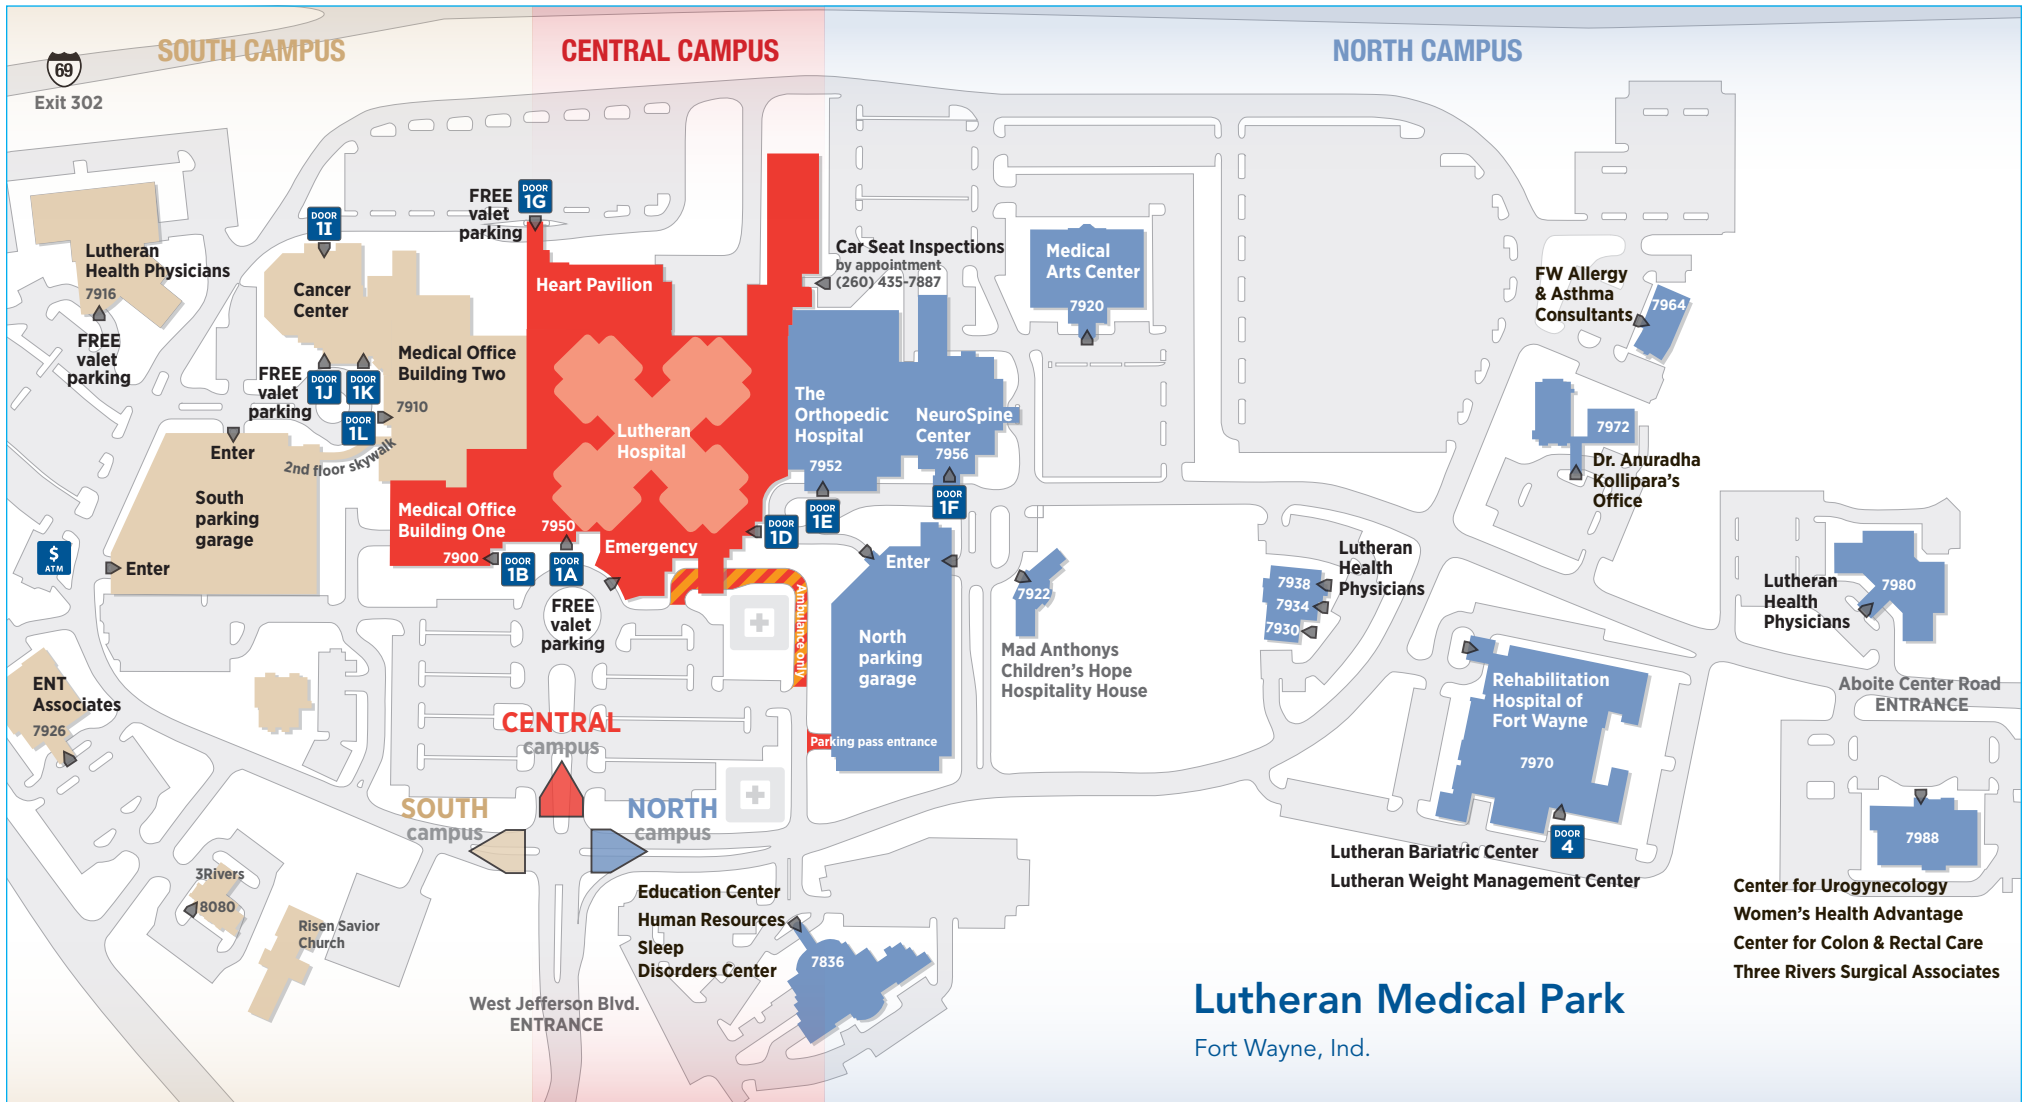 SOUTH CAMPUS
CENTRAL CAMPUS
NORTH CAMPUS
69
Exit 302
Lutheran
Health Physicians
7916
FREE
valet
parking
DOOR
1I
Cancer
Center
FREE
valet
parking
DOOR
1J
DOOR
1K
DOOR
1L
Medical Office
Building Two
7910
2nd floor skywalk
Enter
South
parking
garage
Enter
$
ATM
FREE
valet
parking
DOOR
1G
Heart Pavilion
Lutheran
Hospital
Medical Office
Building One
7900
7950
DOOR
1B
DOOR
1A
Emergency
FREE
valet
parking
Ambulance only
DOOR
1D
Car Seat Inspections
by appointment
(260) 435-7887
The
Orthopedic
Hospital
7952
DOOR
1E
NeuroSpine
Center
7956
DOOR
1F
Medical
Arts Center
7920
Enter
North
parking
garage
Parking pass entrance
7922
Mad Anthonys
Children’s Hope
Hospitality House
FW Allergy
& Asthma
Consultants
7964
7972
Dr. Anuradha
Kollipara’s
Office
Lutheran
Health
Physicians
7938
7934
7930
Lutheran
Health
Physicians
7980
Aboite Center Road
ENTRANCE
Rehabilitation
Hospital of
Fort Wayne
7970
DOOR
4
Lutheran Bariatric Center
Lutheran Weight Management Center
7988
Center for Urogynecology
Women’s Health Advantage
Center for Colon & Rectal Care
Three Rivers Surgical Associates
ENT
Associates
7926
CENTRAL
campus
SOUTH
campus
NORTH
campus
3Rivers
8080
Risen Savior
Church
Education Center
Human Resources
Sleep
Disorders Center
7836
West Jefferson Blvd.
ENTRANCE
Lutheran Medical Park
Fort Wayne, Ind.